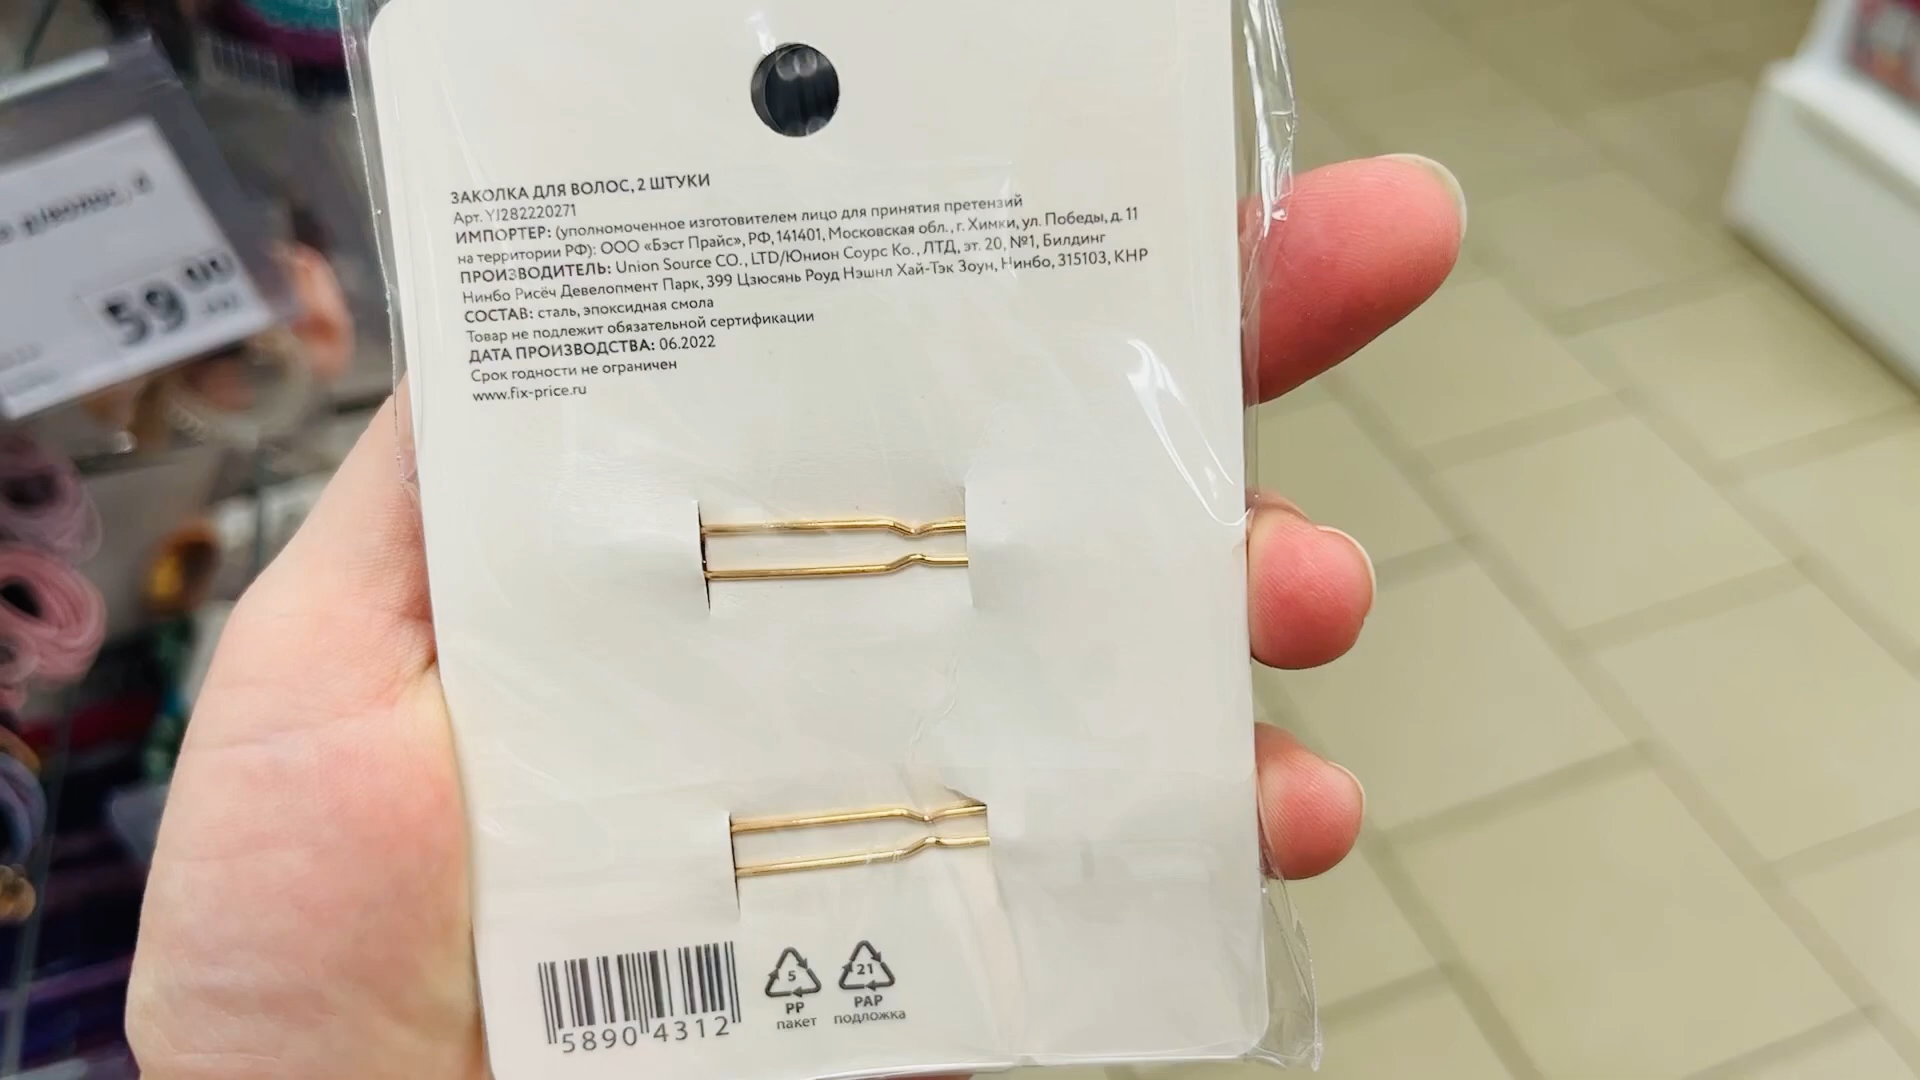 59 00
ЗАКОЛКА ДЛЯ ВОЛОС, 2 ШТУКИ
Арт. YJ282220271
ИМПОРТЕР: (уполномоченное изготовителем лицо для принятия претензий
на территории РФ): ООО «Бэст Прайс», РФ, 141401, Московская обл., г. Химки, ул. Победы, д. 11
ПРОИЗВОДИТЕЛЬ: Union Source CO., LTD/Юнион Соурс Ко., ЛТД, эт. 20, №1, Билдинг
Нинбо Рисёч Девелопмент Парк, 399 Цзюсянь Роуд Нэшнл Хай-Тэк Зоун, Нинбо, 315103, КНР
СОСТАВ: сталь, эпоксидная смола
Товар не подлежит обязательной сертификации
ДАТА ПРОИЗВОДСТВА: 06.2022
Срок годности не ограничен
www.fix-price.ru
5890 4312
5
PP
пакет
21
PAP
подложка